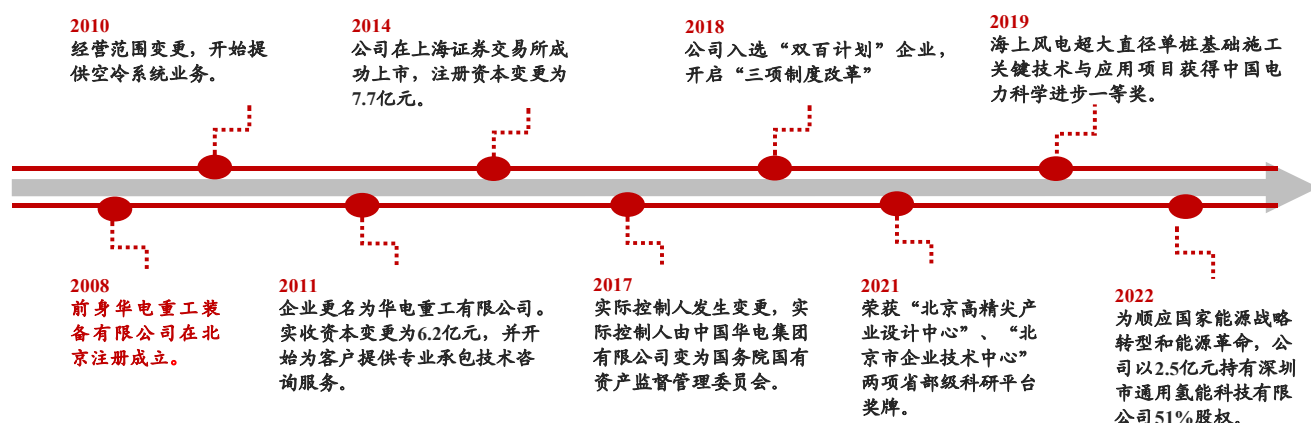 2010
经营范围变更，开始提
供空冷系统业务。
2014
公司在上海证券交易所成
功上市，注册资本变更为
7.7亿元。
2018
公司入选“双百计划”企业，
开启“三项制度改革”
2019
海上风电超大直径单桩基础施工
关键技术与应用项目获得中国电
力科学进步一等奖。
2008
前身华电重工装
备有限公司在北
京注册成立。
2011
企业更名为华电重工有限公司。
实收资本变更为6.2亿元，并开
始为客户提供专业承包技术咨
询服务。
2017
实际控制人发生变更，实
际控制人由中国华电集团
有限公司变为国务院国有
资产监督管理委员会。
2021
荣获“北京高精尖产
业设计中心”、“北
京市企业技术中心”
两项省部级科研平台
奖牌。
2022
为顺应国家能源战略
转型和能源革命，公
司以2.5亿元持有深圳
市通用氢能科技有限
公司51%股权。